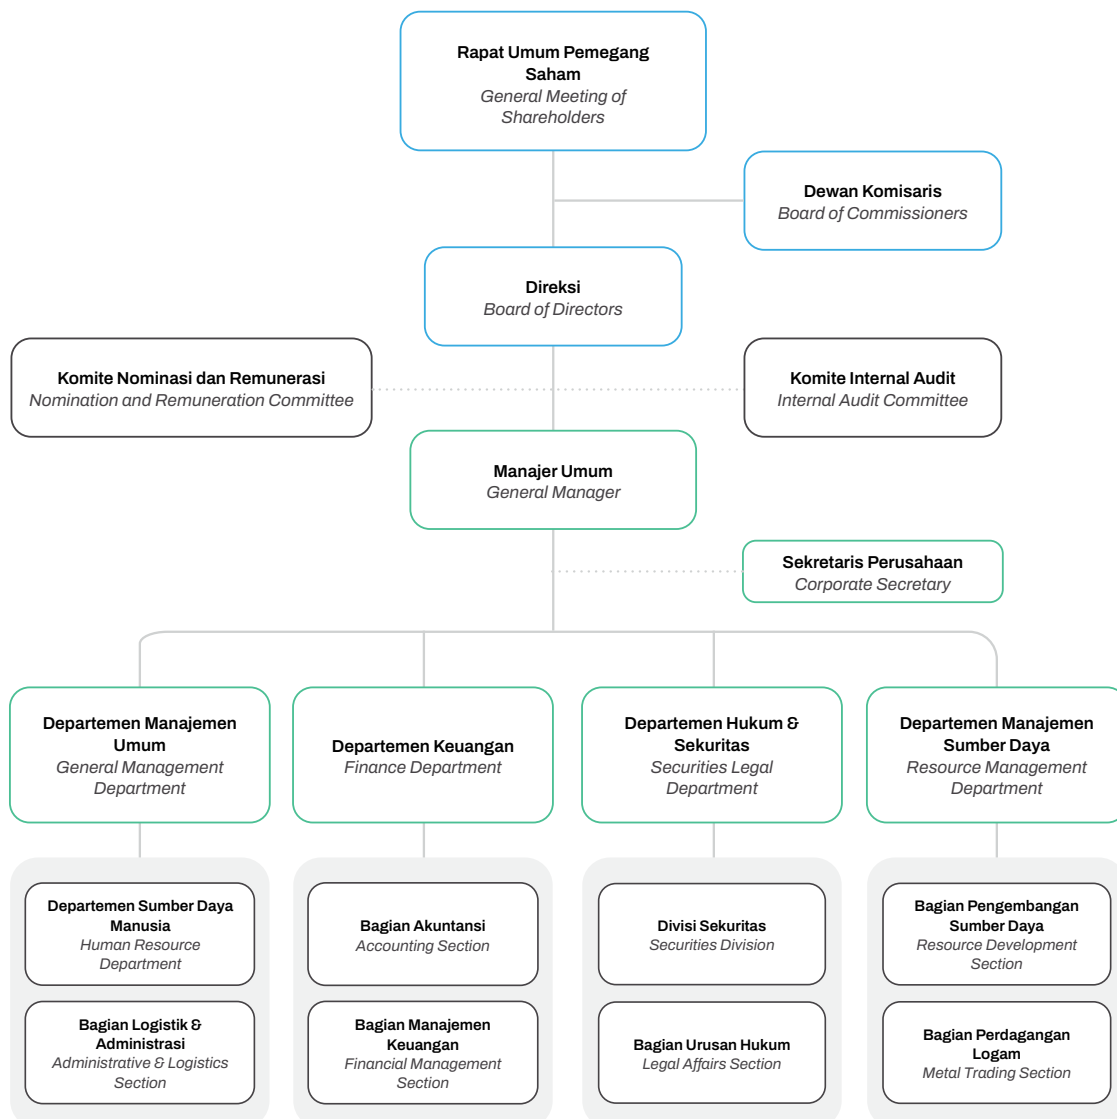 Rapat Umum Pemegang
Saham
General Meeting of
Shareholders
Dewan Komisaris
Board of Commissioners
Direksi
Board of Directors
Komite Nominasi dan Remunerasi
Nomination and Remuneration Committee
Komite Internal Audit
Internal Audit Committee
Manajer Umum
General Manager
Sekretaris Perusahaan
Corporate Secretary
Departemen Manajemen
Umum
General Management
Department
Departemen Keuangan
Finance Department
Departemen Hukum &
Sekuritas
Securities Legal
Department
Departemen Manajemen
Sumber Daya
Resource Management
Department
Departemen Sumber Daya
Manusia
Human Resource
Department
Bagian Akuntansi
Accounting Section
Divisi Sekuritas
Securities Division
Bagian Pengembangan
Sumber Daya
Resource Development
Section
Bagian Logistik &
Administrasi
Administrative & Logistics
Section
Bagian Manajemen
Keuangan
Financial Management
Section
Bagian Urusan Hukum
Legal Affairs Section
Bagian Perdagangan
Logam
Metal Trading Section